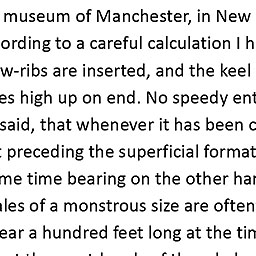 museum of Manchester, in New
ording to a careful calculation I h
w-ribs are inserted, and the keel
es high up on end. No speedy ent
said, that whenever it has been c
preceding the superficial format
me time bearing on the other har
ales of a monstrous size are often
ear a hundred feet long at the tim